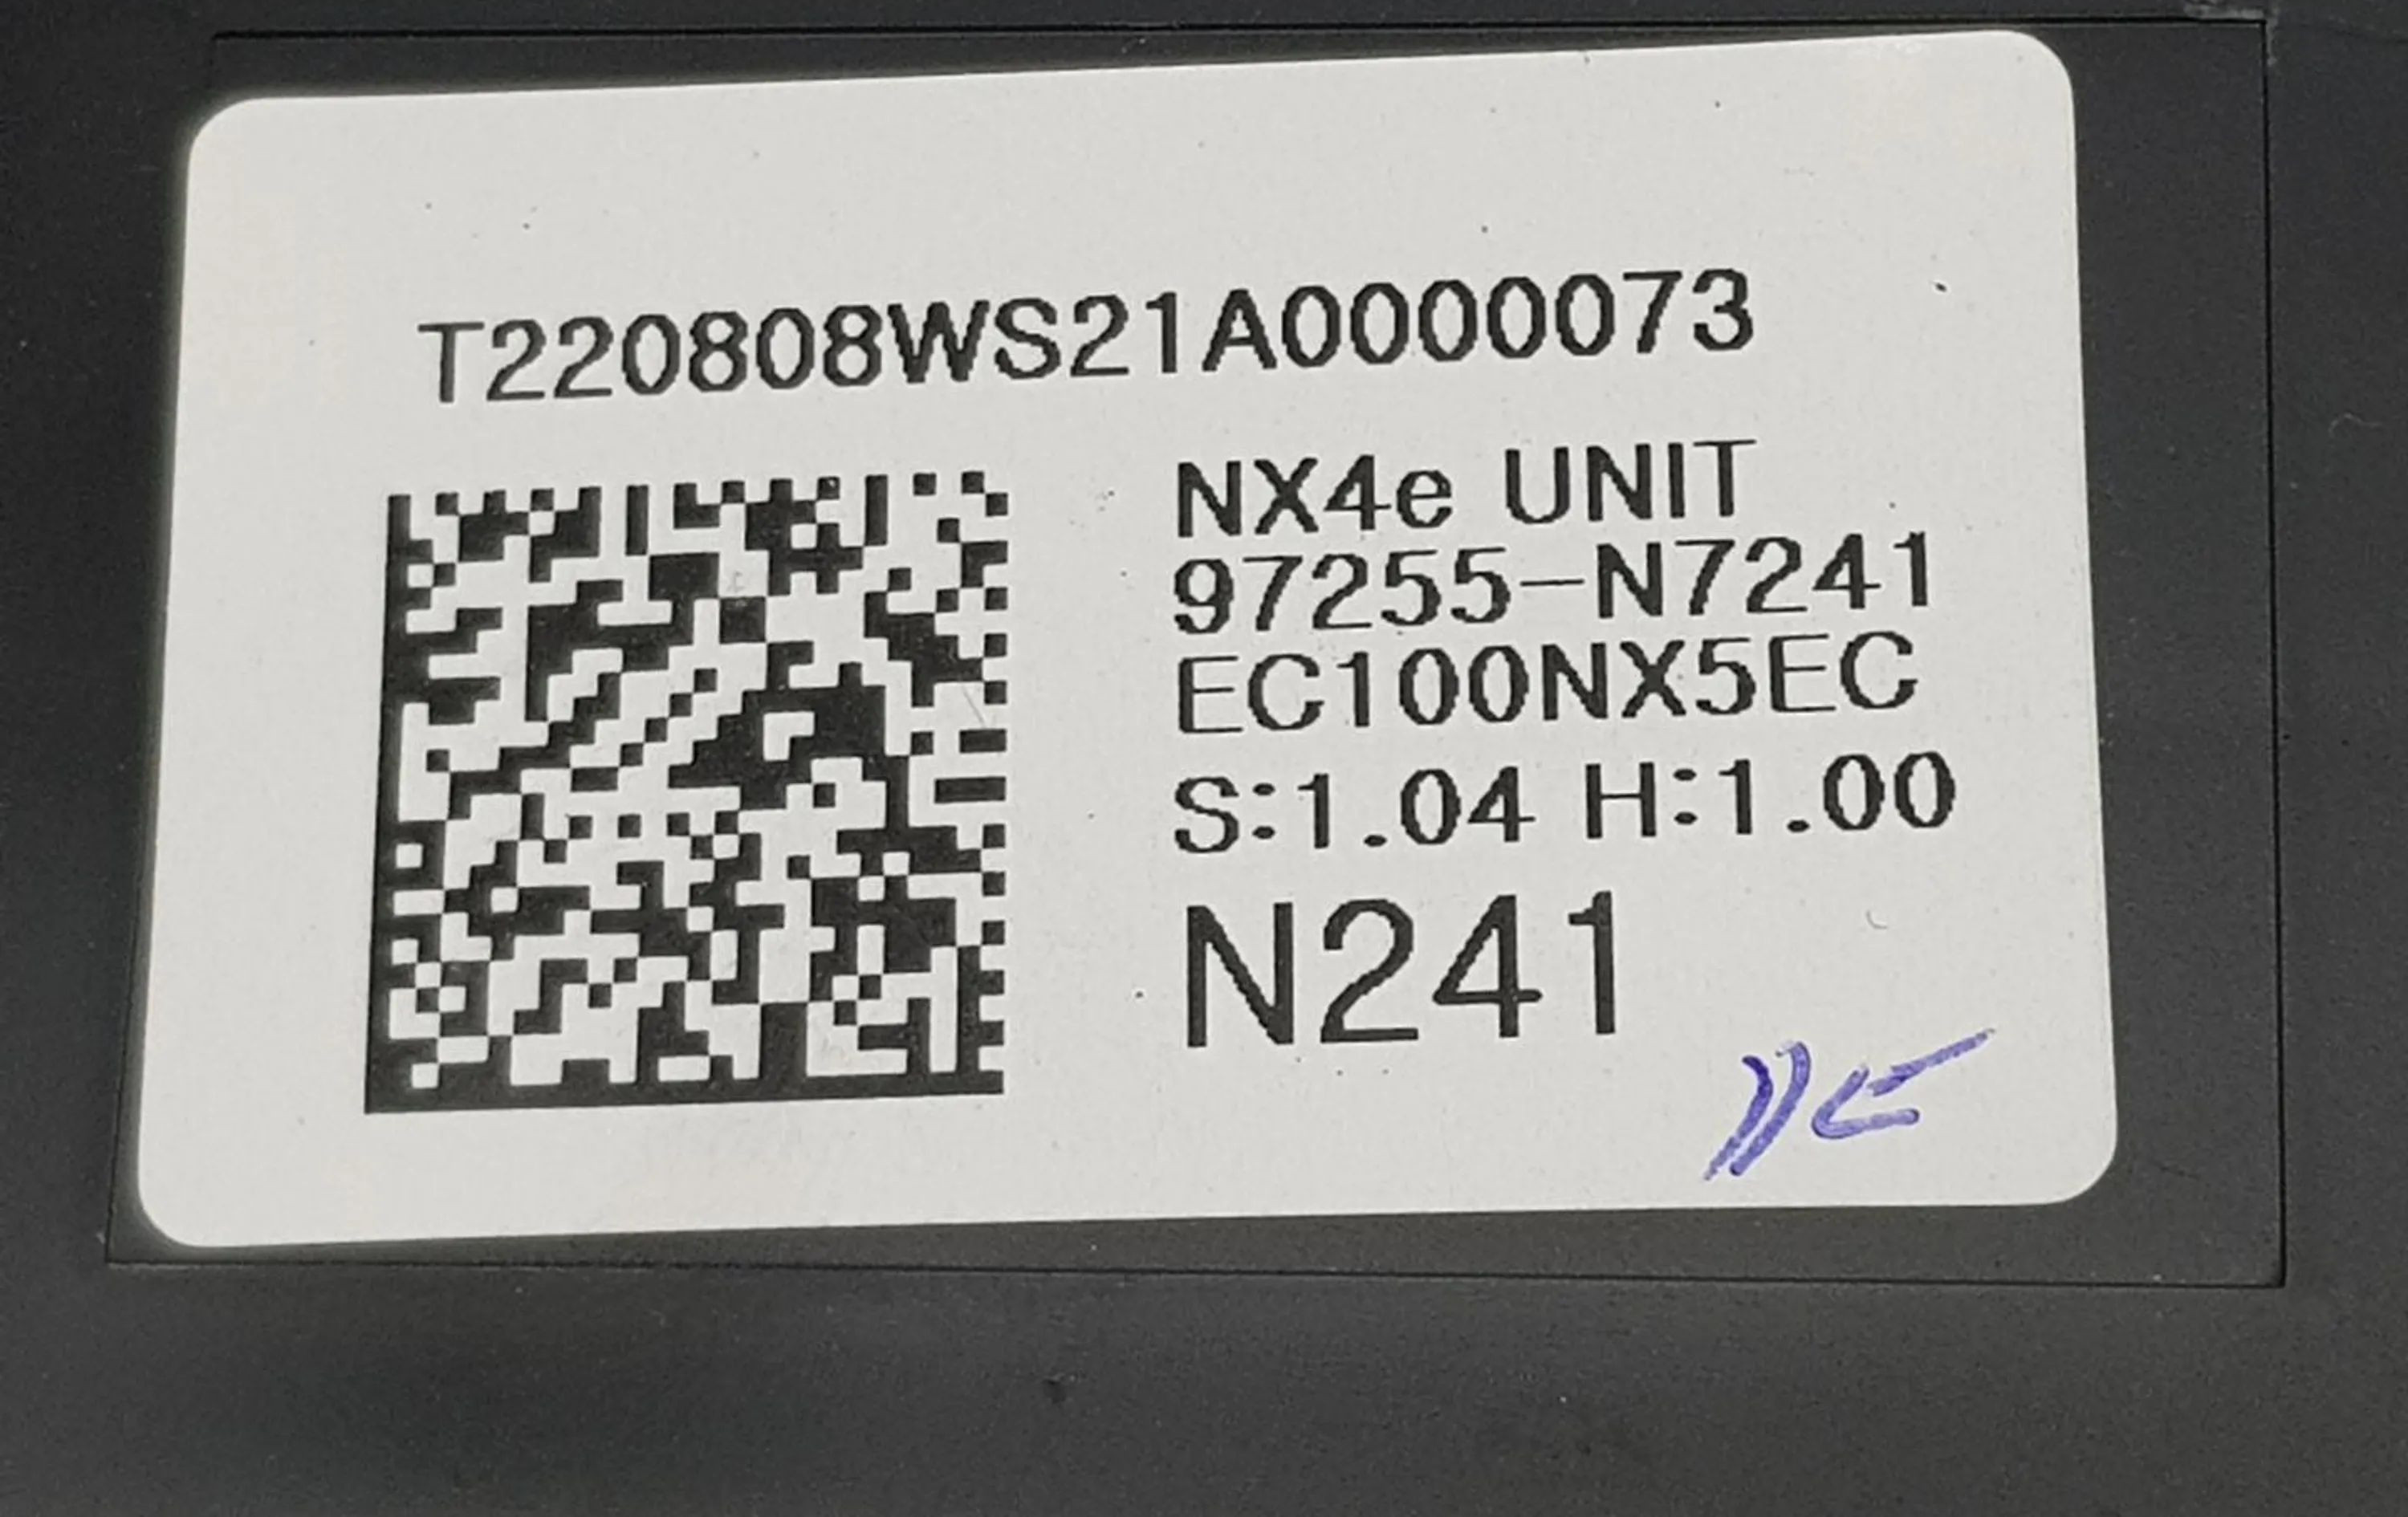 T220808WS21A0000073
NX4e UNIT
97255-N7241
EC100NX5EC
S:1.04 H:1.00
N241